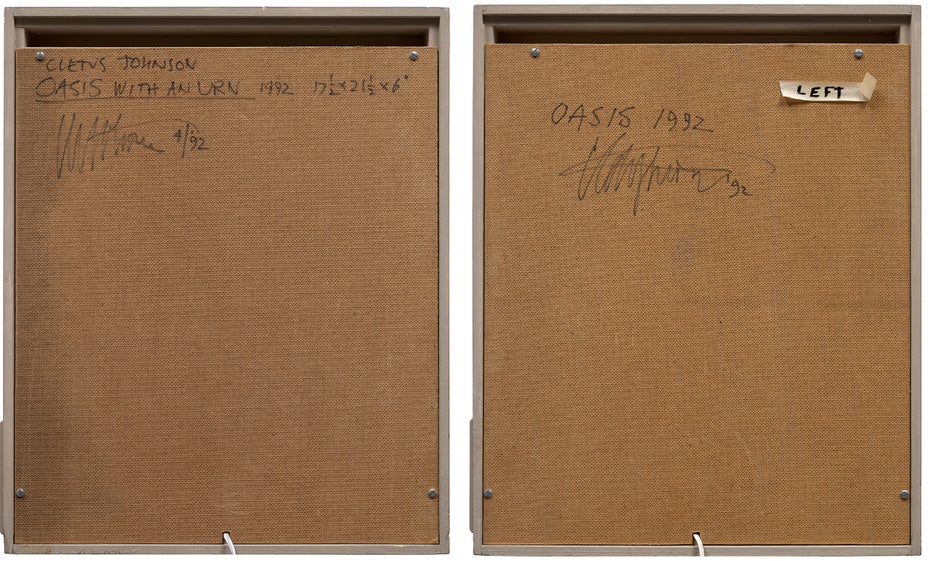 CLETUS JOHNSON
OASIS WITH AN URN 1992 17½ x 21½ x 6"
4/92
LEFT
OASIS 1992
'92